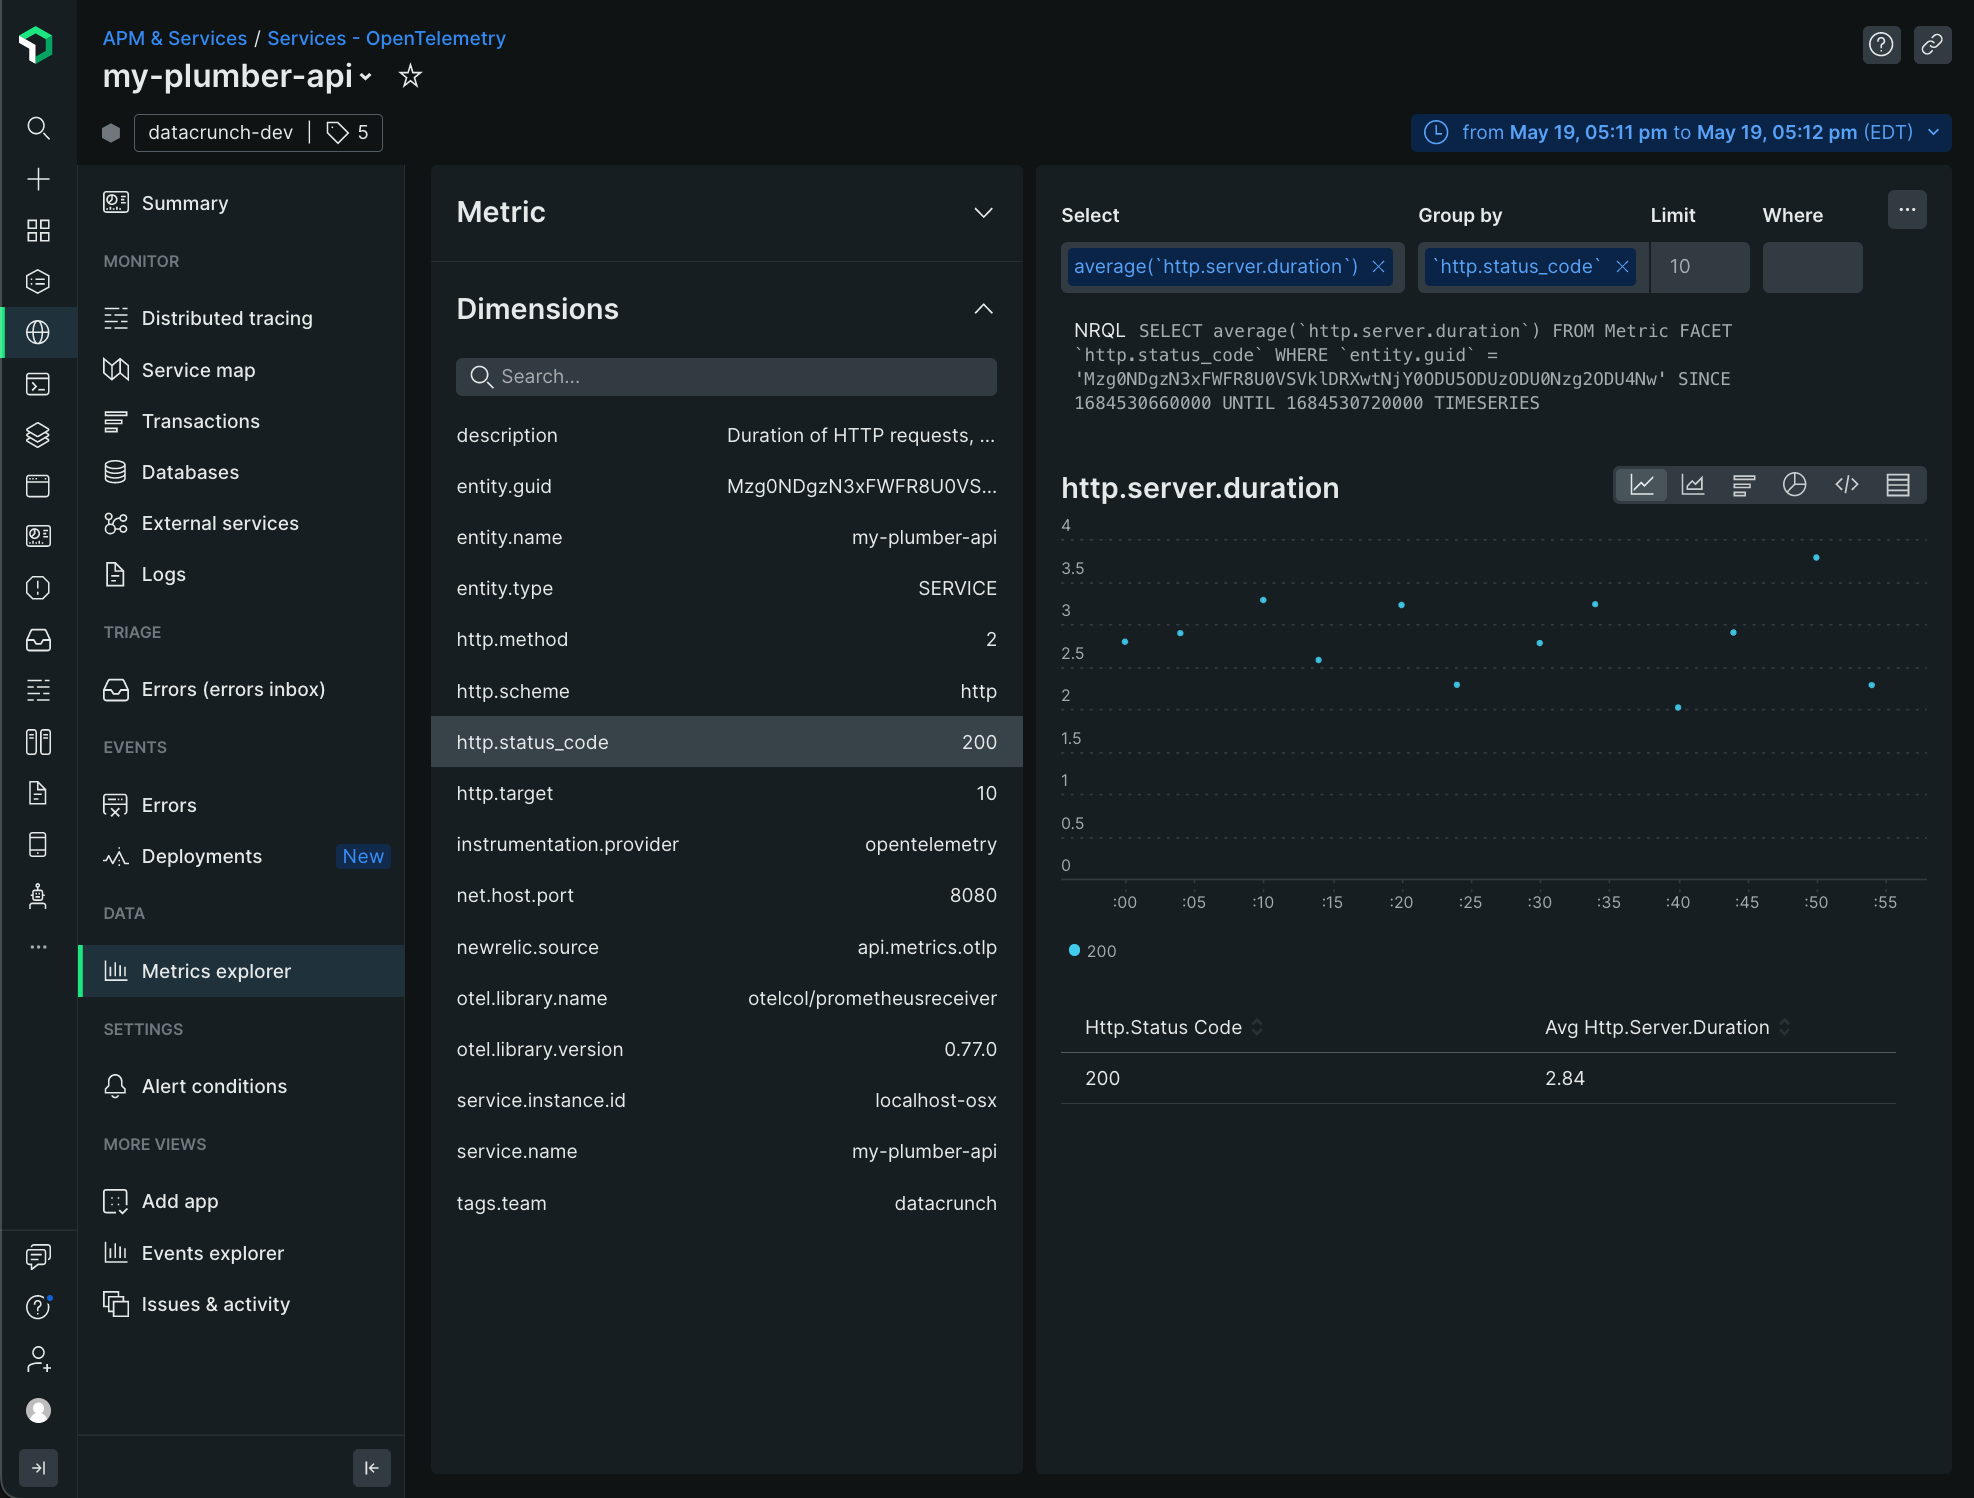 APM & Services / Services - OpenTelemetry
my-plumber-api
datacrunch-dev | 5
from May 19, 05:11 pm to May 19, 05:12 pm (EDT)
Summary
MONITOR
Distributed tracing
Service map
Transactions
Databases
External services
Logs
TRIAGE
Errors (errors inbox)
EVENTS
Errors
Deployments New
DATA
Metrics explorer
SETTINGS
Alert conditions
MORE VIEWS
Add app
Events explorer
Issues & activity
Metric
Dimensions
Search...
description Duration of HTTP requests, ...
entity.guid Mzg0NDgzN3xFWFR8U0VS...
entity.name my-plumber-api
entity.type SERVICE
http.method 2
http.scheme http
http.status_code 200
http.target 10
instrumentation.provider opentelemetry
net.host.port 8080
newrelic.source api.metrics.otlp
otel.library.name otelcol/prometheusreceiver
otel.library.version 0.77.0
service.instance.id localhost-osx
service.name my-plumber-api
tags.team datacrunch
Select Group by Limit Where
average(`http.server.duration`) `http.status_code` 10
NRQL SELECT average(`http.server.duration`) FROM Metric FACET
`http.status_code` WHERE `entity.guid` =
'Mzg0NDgzN3xFWFR8U0VSVklDRXwtNjY0ODU5ODUzODU0Nzg2ODU4Nw' SINCE
1684530660000 UNTIL 1684530720000 TIMESERIES
http.server.duration
4
3.5
3
2.5
2
1.5
1
0.5
0
:00 :05 :10 :15 :20 :25 :30 :35 :40 :45 :50 :55
200
Http.Status Code Avg Http.Server.Duration
200 2.84